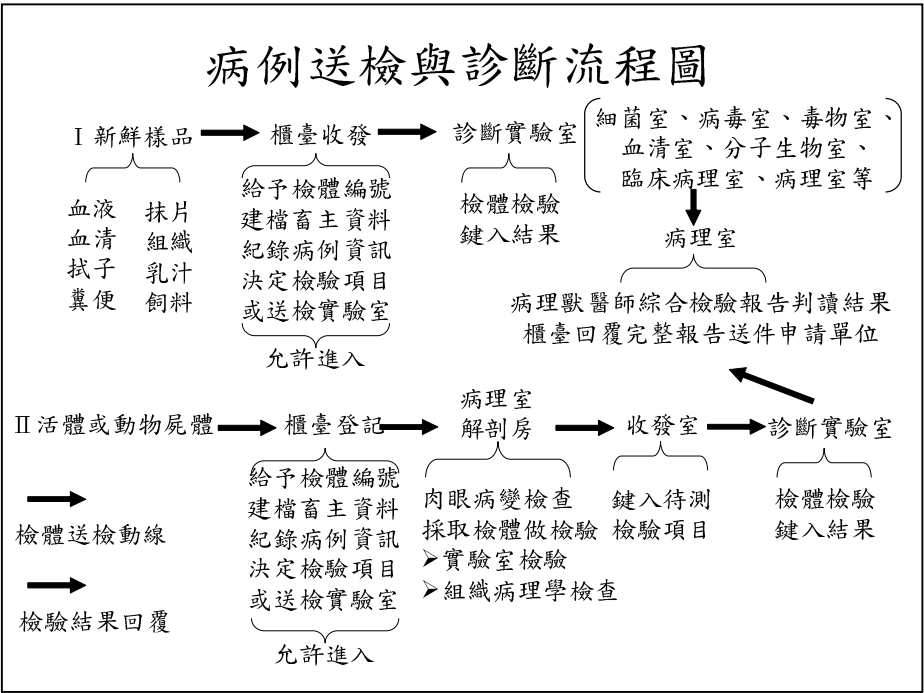 病例送檢與診斷流程圖
Ⅰ新鮮樣品
血液
血清
拭子
糞便
抹片
組織
乳汁
飼料
櫃臺收發
給予檢體編號
建檔畜主資料
紀錄病例資訊
決定檢驗項目
或送檢實驗室
允許進入
診斷實驗室
檢體檢驗
鍵入結果
細菌室、病毒室、毒物室、
血清室、分子生物室、
臨床病理室、病理室等
病理室
病理獸醫師綜合檢驗報告判讀結果
櫃臺回覆完整報告送件申請單位
Ⅱ活體或動物屍體
櫃臺登記
給予檢體編號
建檔畜主資料
紀錄病例資訊
決定檢驗項目
或送檢實驗室
允許進入
病理室
解剖房
肉眼病變檢查
採取檢體做檢驗
➢實驗室檢驗
➢組織病理學檢查
收發室
鍵入待測
檢驗項目
診斷實驗室
檢體檢驗
鍵入結果
檢體送檢動線
檢驗結果回覆